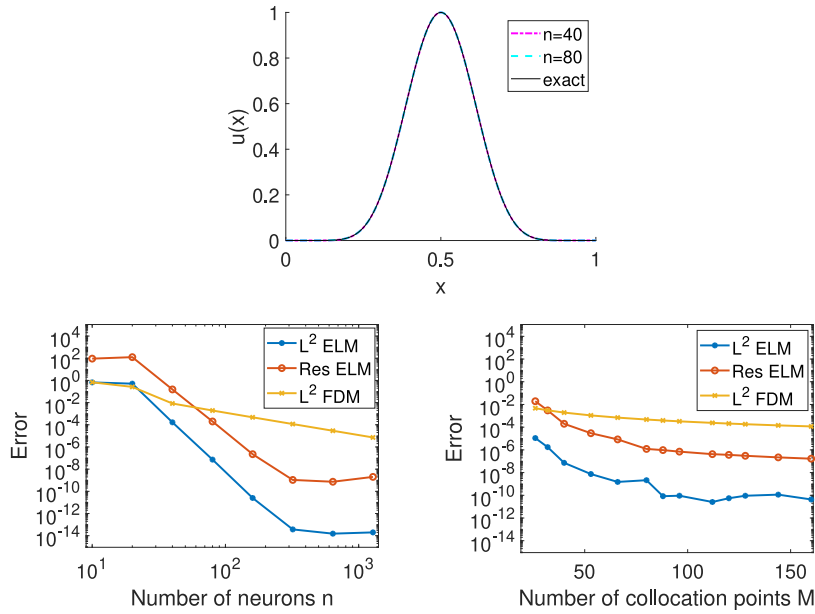 1
0.8
0.6
0.4
0.2
0
u(x)
n=40
n=80
exact
0
0.5
1
x
10^4
10^2
10^0
10^-2
10^-4
10^-6
10^-8
10^-10
10^-12
10^-14
Error
L^2 ELM
Res ELM
L^2 FDM
10^1
10^2
10^3
Number of neurons n
10^4
10^2
10^0
10^-2
10^-4
10^-6
10^-8
10^-10
10^-12
10^-14
Error
L^2 ELM
Res ELM
L^2 FDM
50
100
150
Number of collocation points M